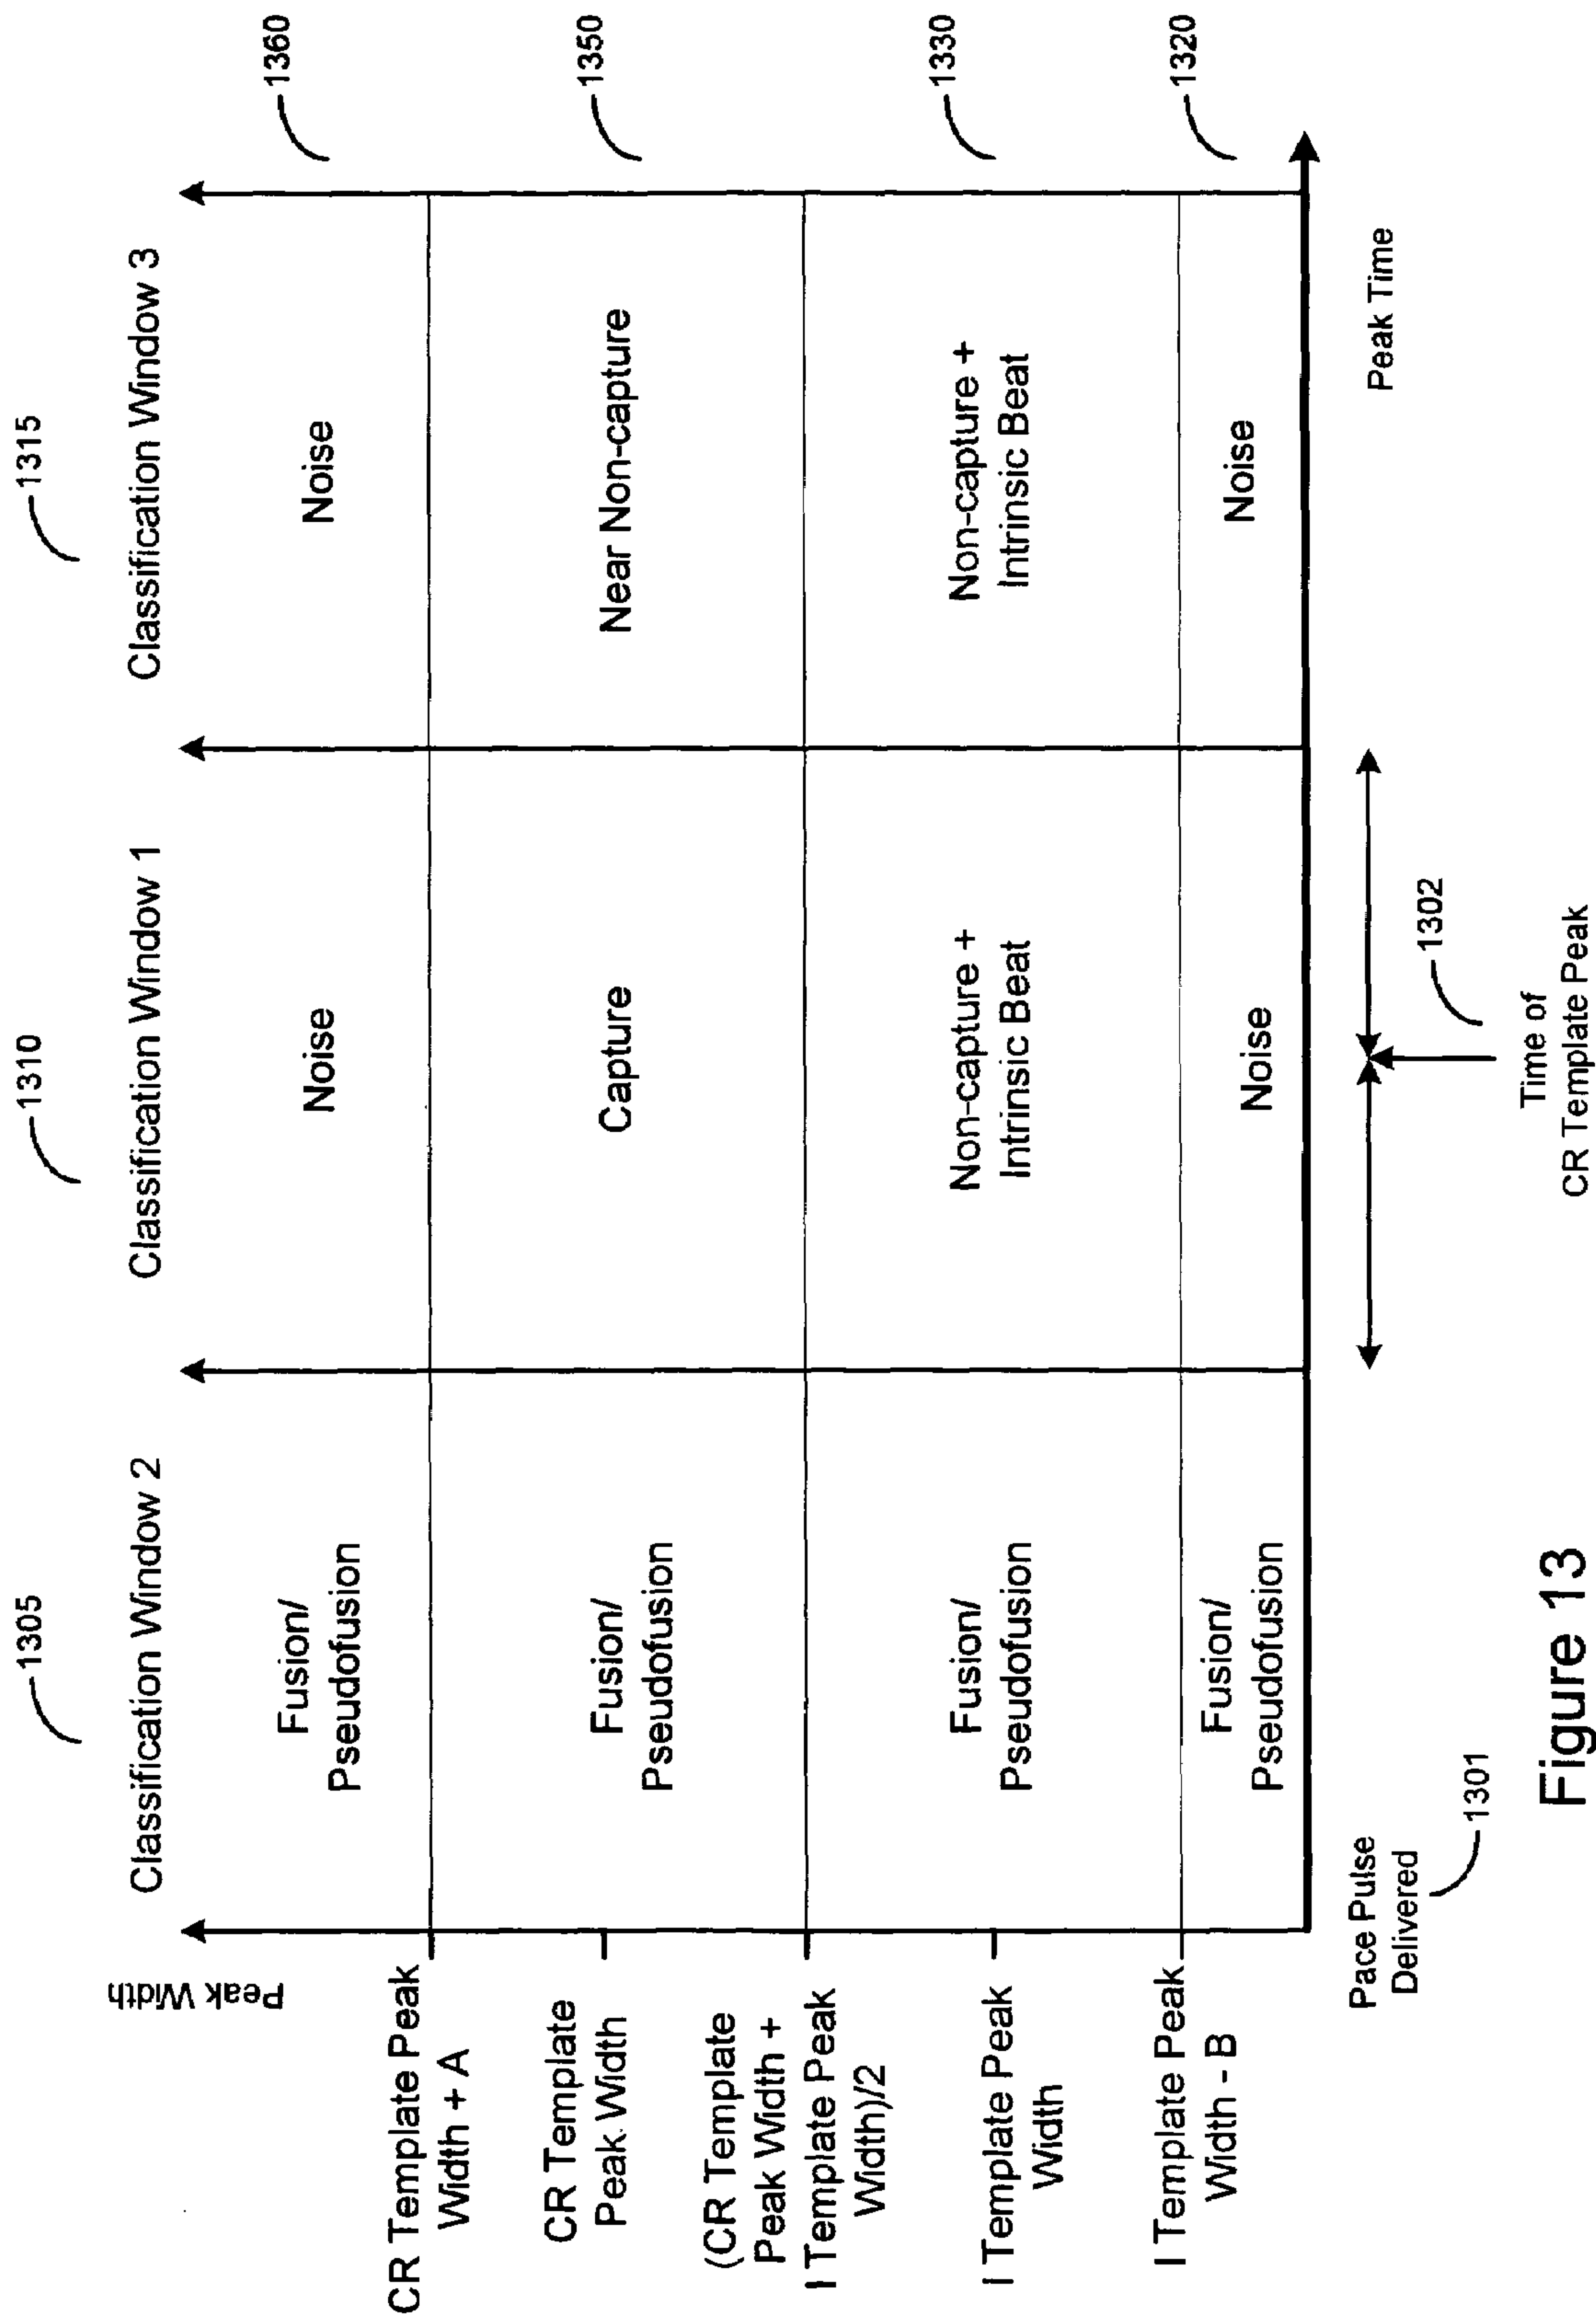 1305
1310
1315
Classification Window 2
Classification Window 1
Classification Window 3
Peak Width
CR Template Peak
Width + A
CR Template
Peak Width
(CR Template
Peak Width +
I Template Peak
Width)/2
I Template Peak
Width
I Template Peak
Width - B
Fusion/
Pseudofusion
Noise
Noise
1360
Fusion/
Pseudofusion
Capture
Near Non-capture
1350
Fusion/
Pseudofusion
Non-capture +
Intrinsic Beat
Non-capture +
Intrinsic Beat
1330
Fusion/
Pseudofusion
Noise
Noise
1320
Pace Pulse
Delivered
1301
Peak Time
1302
Time of
CR Template Peak
Figure 13